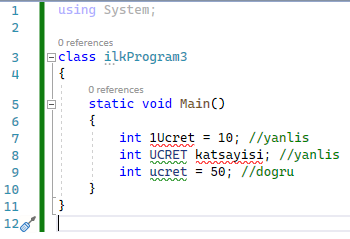 1 using System;
2
0 references
3 class ilkProgram3
4 {
0 references
5 static void Main()
6 {
7 int 1Ucret = 10; //yanlis
8 int UCRET katsayisi; //yanlis
9 int ucret = 50; //dogru
10 }
11 }
12